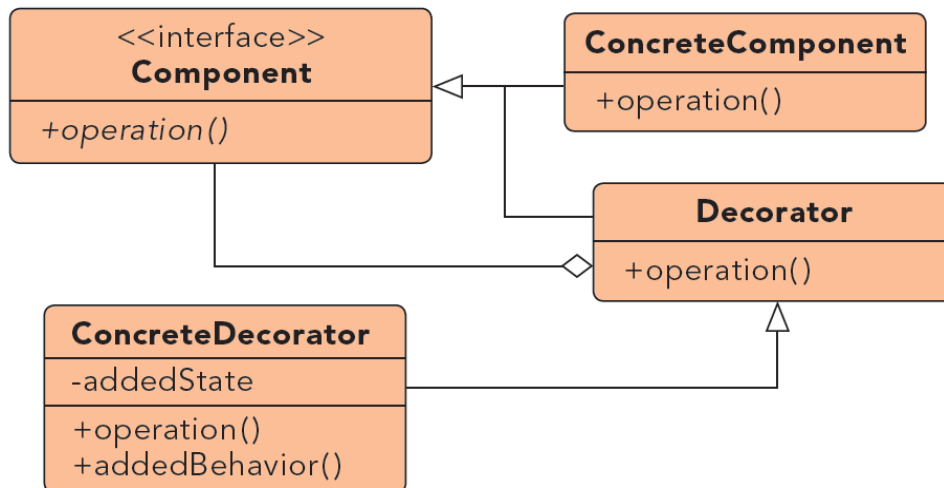 <<interface>>
Component
+operation()
ConcreteComponent
+operation()
Decorator
+operation()
ConcreteDecorator
-addedState
+operation()
+addedBehavior()